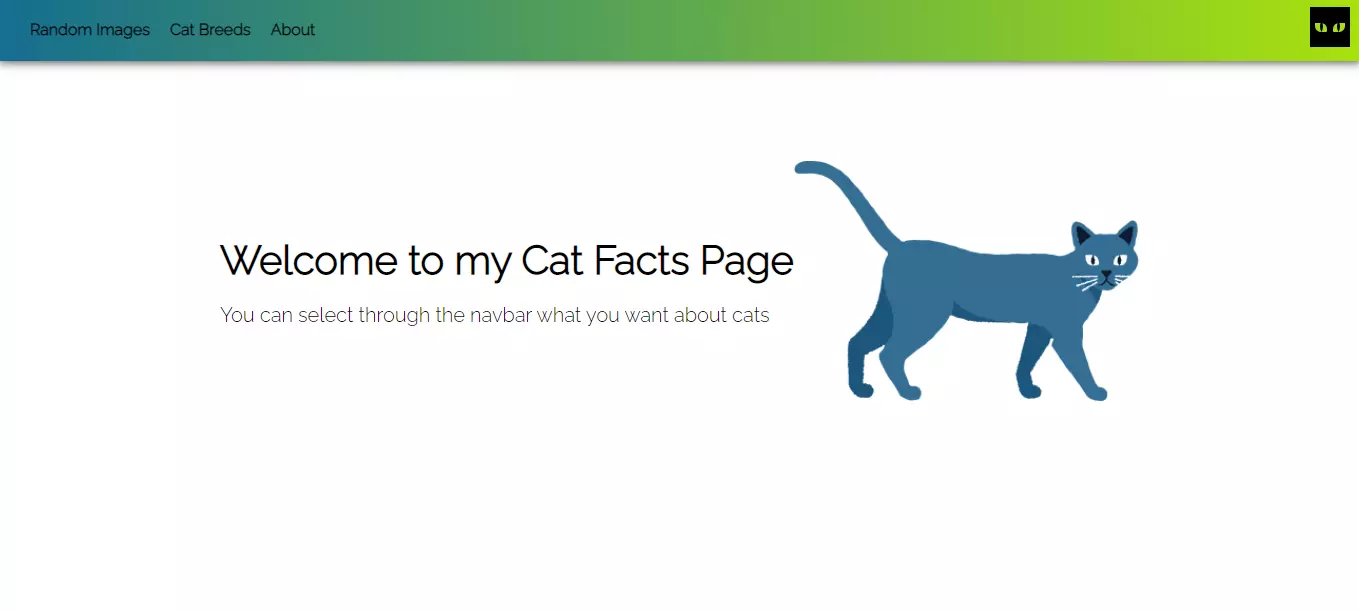 Random Images Cat Breeds About
Welcome to my Cat Facts Page
You can select through the navbar what you want about cats